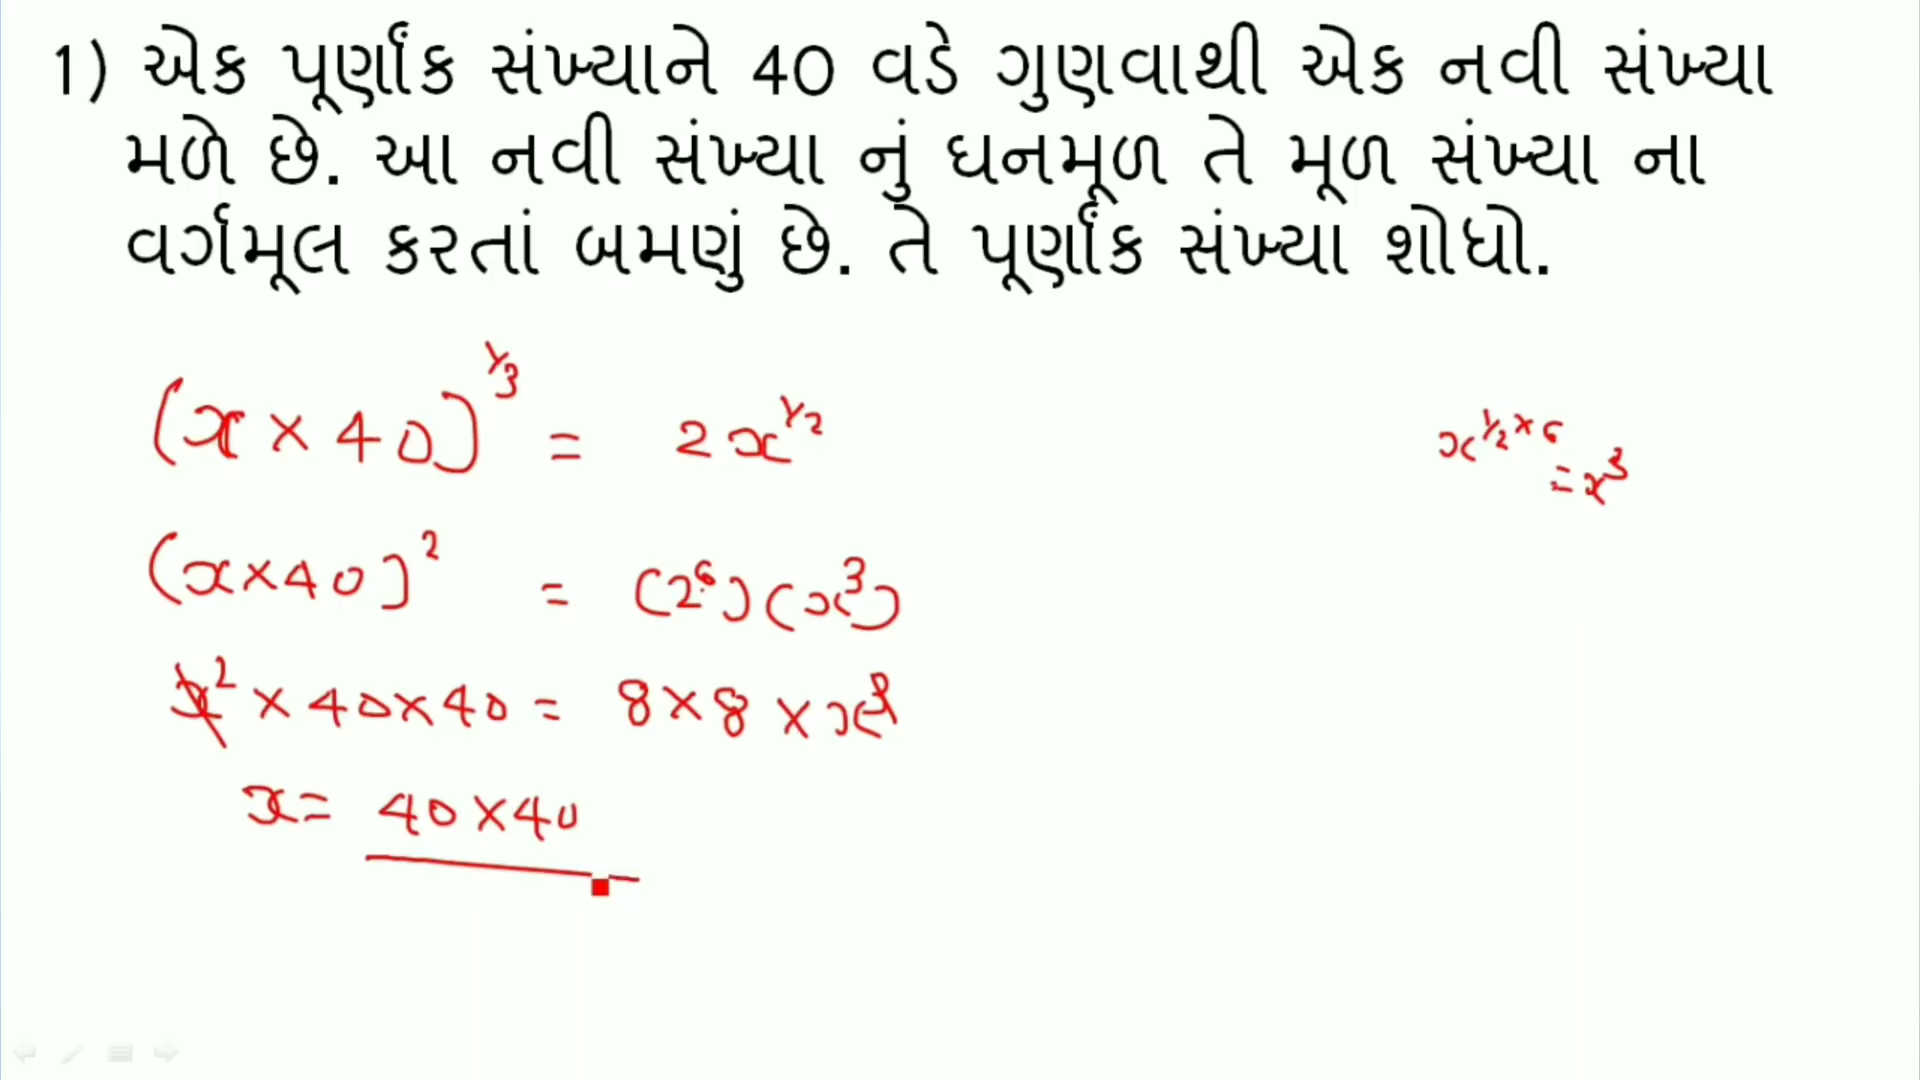 1) એક પૂર્ણાંક સંખ્યાને 40 વડે ગુણવાથી એક નવી સંખ્યા
મળે છે. આ નવી સંખ્યા નું ઘનમૂળ તે મૂળ સંખ્યા ના
વર્ગમૂલ કરતાં બમણું છે. તે પૂર્ણાંક સંખ્યા શોધો.
(x × 40)^1/3 = 2x^1/2
x^1/2 × 6
= x^3
(x×40)^2 = (2^6)(x^3)
x^2 × 40×40 = 8×8 × x^3
x = 40×40